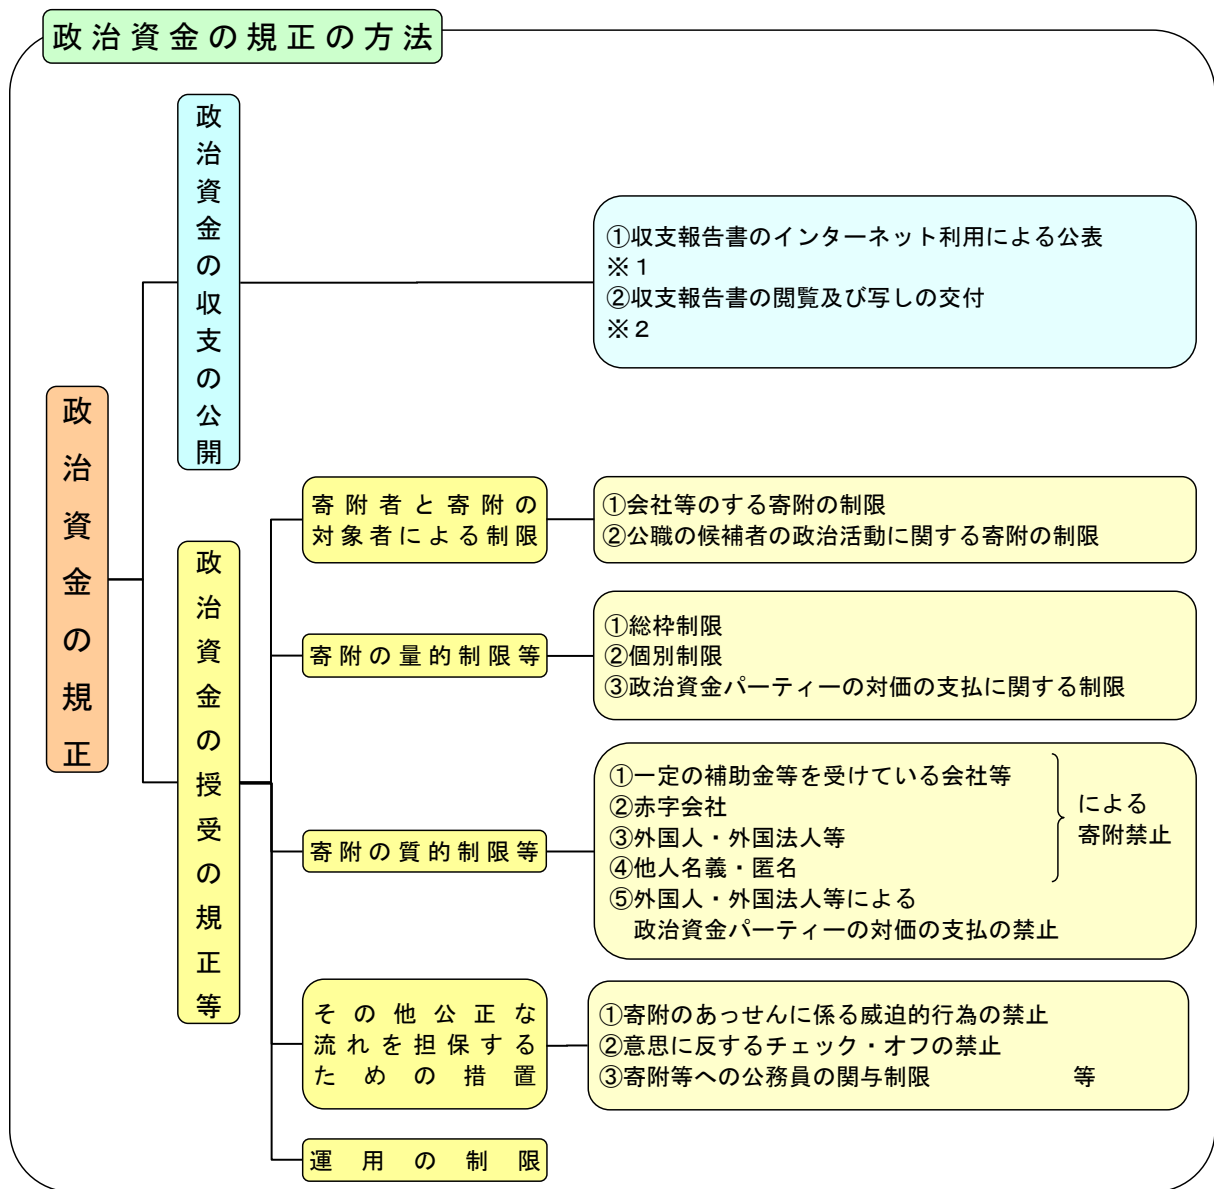 政治資金の規正の方法
政治資金の規正
政治資金の収支の公開
①収支報告書のインターネット利用による公表
※１
②収支報告書の閲覧及び写しの交付
※２
政治資金の授受の規正等
寄附者と寄附の
対象者による制限
①会社等のする寄附の制限
②公職の候補者の政治活動に関する寄附の制限
寄附の量的制限等
①総枠制限
②個別制限
③政治資金パーティーの対価の支払に関する制限
寄附の質的制限等
①一定の補助金等を受けている会社等
②赤字会社
③外国人・外国法人等
④他人名義・匿名
による
寄附禁止
⑤外国人・外国法人等による
政治資金パーティーの対価の支払の禁止
その他公正な
流れを担保する
ための措置
①寄附のあっせんに係る威迫的行為の禁止
②意思に反するチェック・オフの禁止
③寄附等への公務員の関与制限 等
運用の制限